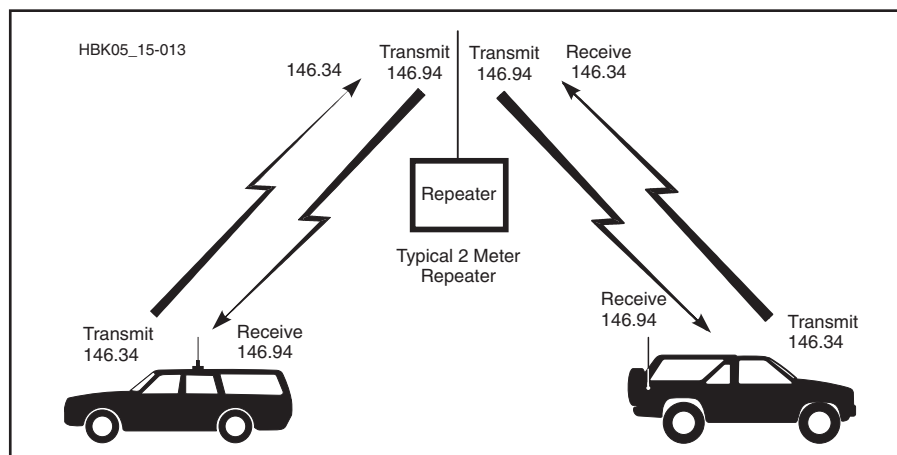 HBK05_15-013
146.34
Transmit
146.94
Transmit
146.94
Receive
146.34
Repeater
Typical 2 Meter
Repeater
Transmit
146.34
Receive
146.94
Receive
146.94
Transmit
146.34